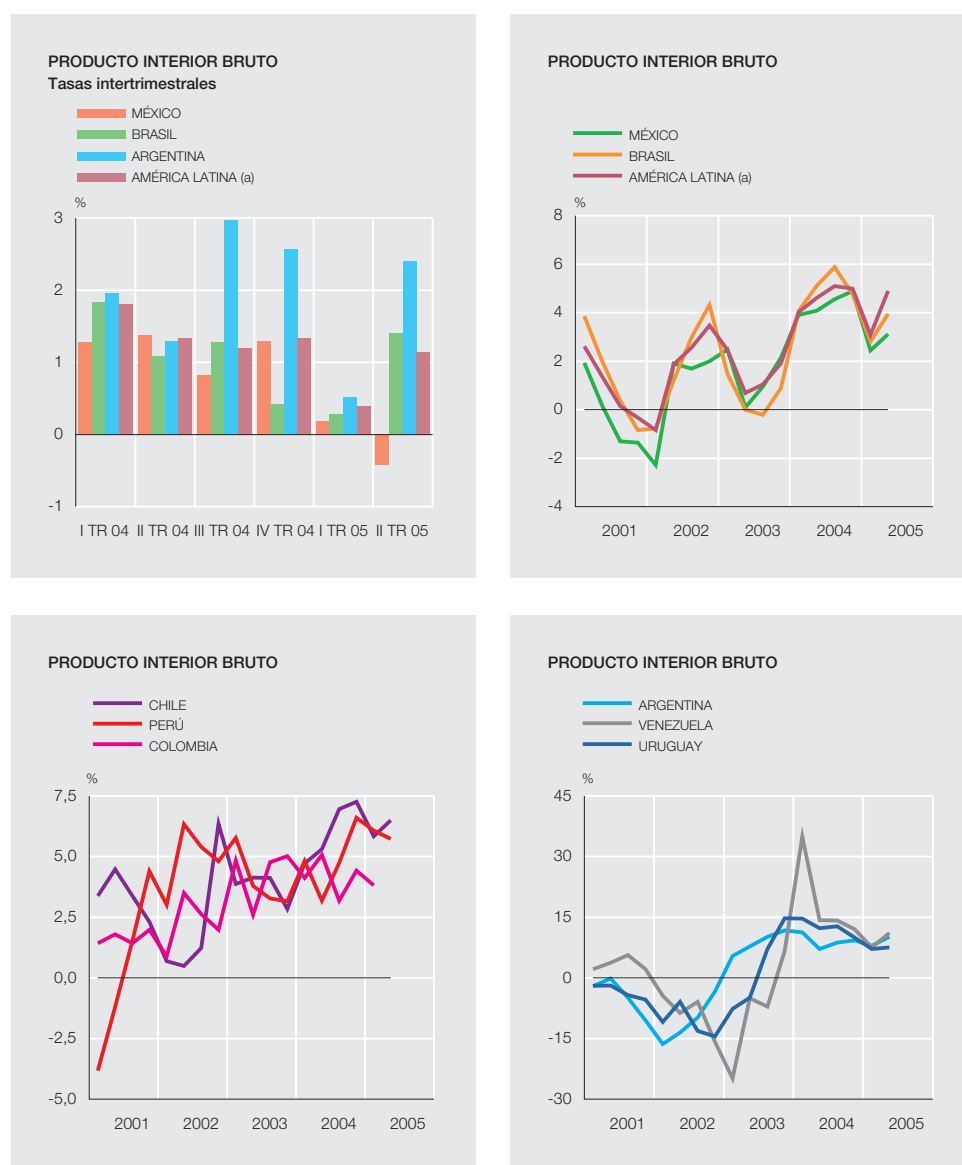 PRODUCTO INTERIOR BRUTO
Tasas intertrimestrales
MÉXICO
BRASIL
ARGENTINA
AMÉRICA LATINA (a)
%
3
2
1
0
-1
I TR 04 II TR 04 III TR 04 IV TR 04 I TR 05 II TR 05
PRODUCTO INTERIOR BRUTO
MÉXICO
BRASIL
AMÉRICA LATINA (a)
%
8
6
4
2
0
-2
-4
2001 2002 2003 2004 2005
PRODUCTO INTERIOR BRUTO
CHILE
PERÚ
COLOMBIA
%
7,5
5,0
2,5
0,0
-2,5
-5,0
2001 2002 2003 2004 2005
PRODUCTO INTERIOR BRUTO
ARGENTINA
VENEZUELA
URUGUAY
%
45
30
15
0
-15
-30
2001 2002 2003 2004 2005